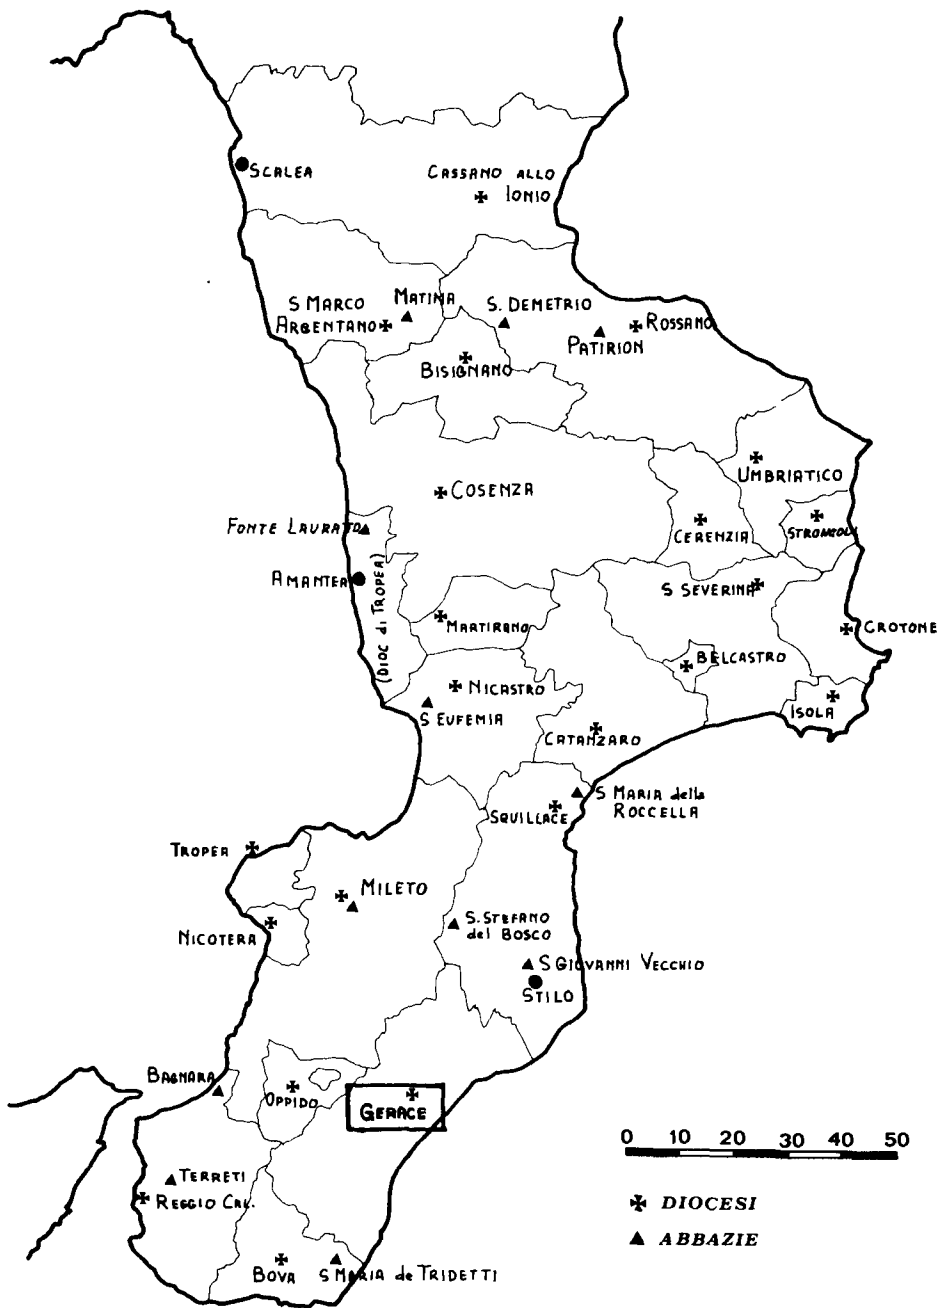 SCALEA
CASSANO ALLO
IONIO
S MARCO
ARGENTANO
MATINA
S. DEMETRIO
PATIRION
ROSSANO
BISIGNANO
UMBRIATICO
COSENZA
STRONGOLI
CERENZIA
FONTE LAURATO
AMANTEA
(DIOC di TROPEA)
S SEVERINA
MARTIRANO
CROTONE
BELCASTRO
NICASTRO
S EUFEMIA
ISOLA
CATANZARO
S MARIA della
ROCCELLA
SQUILLACE
TROPEA
MILETO
NICOTERA
S. STEFANO
del BOSCO
S GIOVANNI VECCHIO
STILO
BAGNARA
OPPIDO
GERACE
TERRETI
REGGIO CAL.
BOVA
S MARIA de TRIDETTI
0 10 20 30 40 50
DIOCESI
ABBAZIE